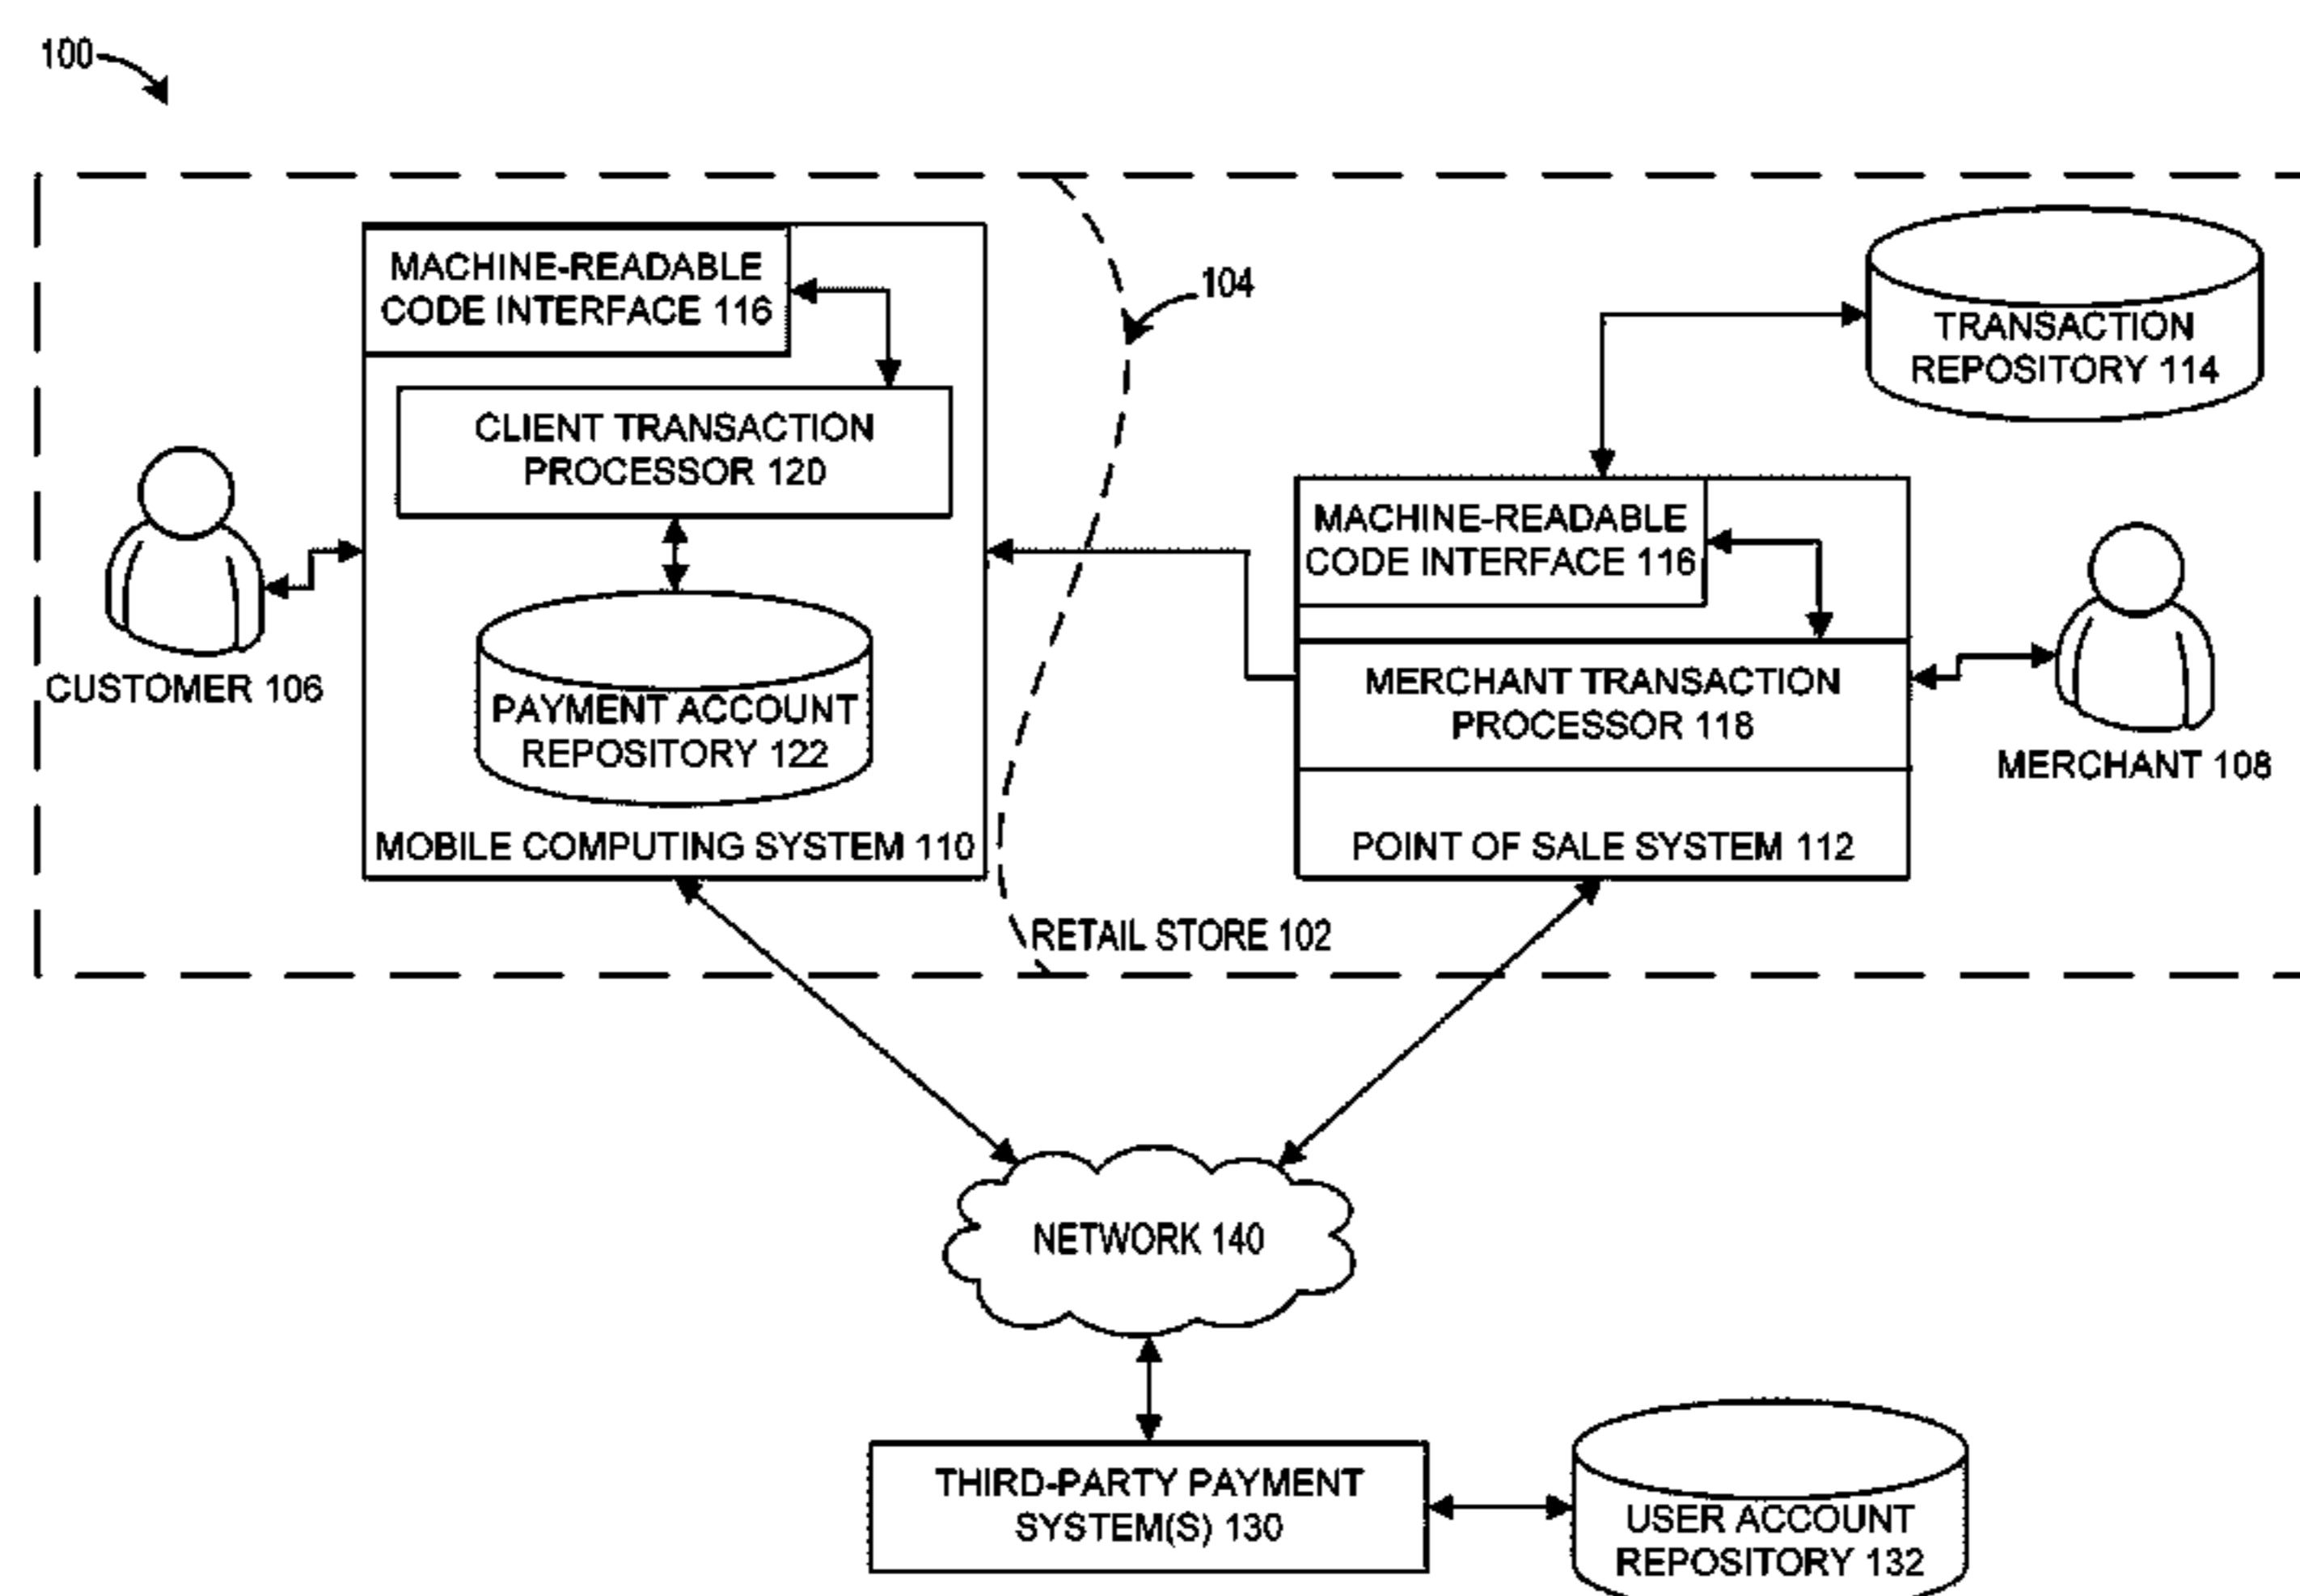 100
MACHINE-READABLE
CODE INTERFACE 116
104
TRANSACTION
REPOSITORY 114
CLIENT TRANSACTION
PROCESSOR 120
MACHINE-READABLE
CODE INTERFACE 116
CUSTOMER 106
PAYMENT ACCOUNT
REPOSITORY 122
MERCHANT TRANSACTION
PROCESSOR 118
MERCHANT 108
MOBILE COMPUTING SYSTEM 110
POINT OF SALE SYSTEM 112
RETAIL STORE 102
NETWORK 140
THIRD-PARTY PAYMENT
SYSTEM(S) 130
USER ACCOUNT
REPOSITORY 132